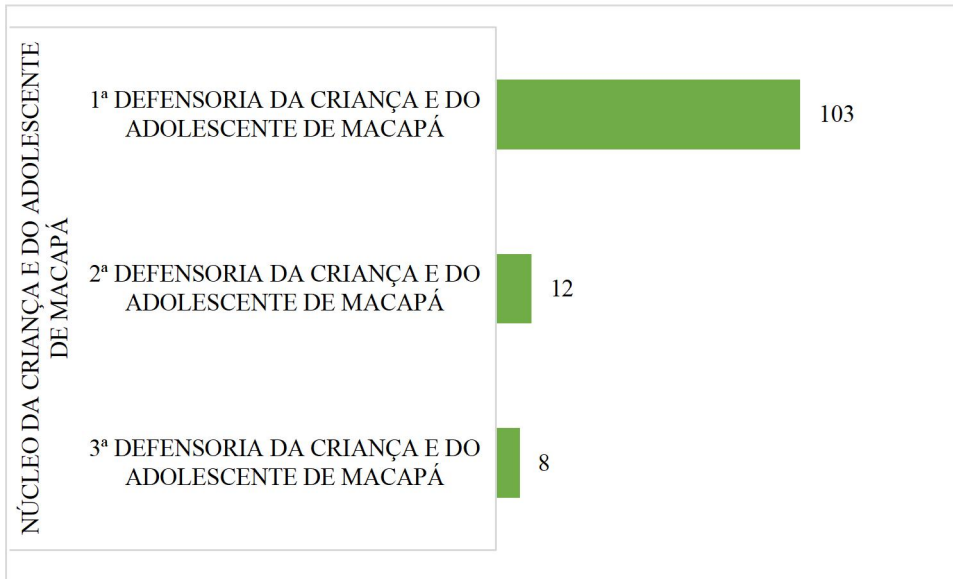 NÚCLEO DA CRIANÇA E DO ADOLESCENTE
DE MACAPÁ
1ª DEFENSORIA DA CRIANÇA E DO
ADOLESCENTE DE MACAPÁ
103
2ª DEFENSORIA DA CRIANÇA E DO
ADOLESCENTE DE MACAPÁ
12
3ª DEFENSORIA DA CRIANÇA E DO
ADOLESCENTE DE MACAPÁ
8